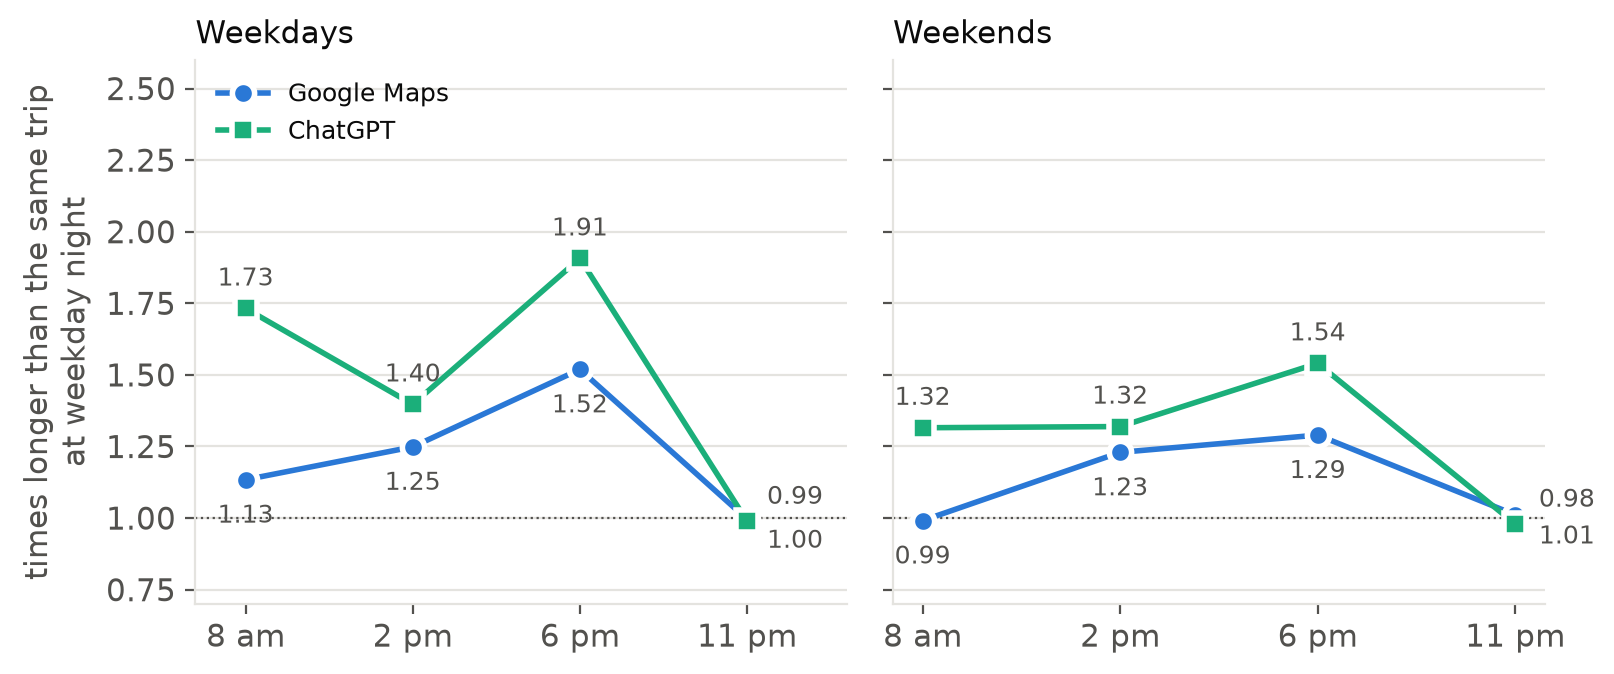 Weekdays
Weekends
times longer than the same trip
at weekday night
2.50
2.25
2.00
1.75
1.50
1.25
1.00
0.75
Google Maps
ChatGPT
1.73
1.40
1.91
0.99
1.13
1.25
1.52
1.00
8 am
2 pm
6 pm
11 pm
1.32
1.32
1.54
0.98
0.99
1.23
1.29
1.01
8 am
2 pm
6 pm
11 pm